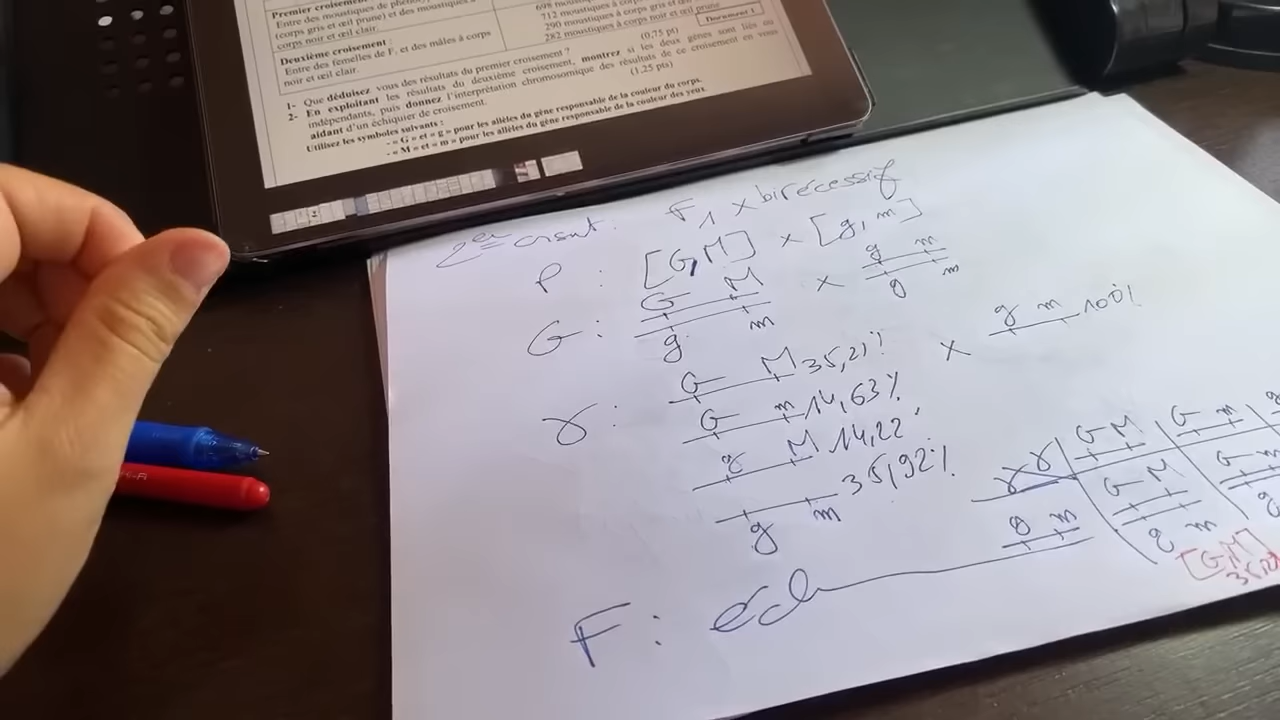 Premier croisement
Entre des moustiques de
(corps gris et œil prune) et des moustiques à
corps noir et œil clair.
Deuxième croisement :
Entre des femelles de F₁ et des mâles à corps
noir et œil clair.
698 moustiques
712 moustiques à corps gris et
290 moustiques à corps noir et œil prune
282 moustiques à
Document 1
1- Que déduisez vous des résultats du premier croisement ? (0,75 pt)
2- En exploitant les résultats du deuxième croisement, montrez si les deux gènes sont liés ou
indépendants, puis donnez l'interprétation chromosomique des résultats de ce croisement en vous
aidant d'un échiquier de croisement. (1,25 pts)
Utilisez les symboles suivants :
- « G » et « g » pour les allèles du gène responsable de la couleur du corps.
- « M » et « m » pour les allèles du gène responsable de la couleur des yeux.
F₁ × birécessif
P : [G,M] × [g,m]
G : G M × g m
g m g m
γ : G M 35,21% × g m 100%
G m 14,63%
g M 14,22%
g m 35,92%
γγ G M G m g
g m G M G m
g m g
[G,M]
F : éch